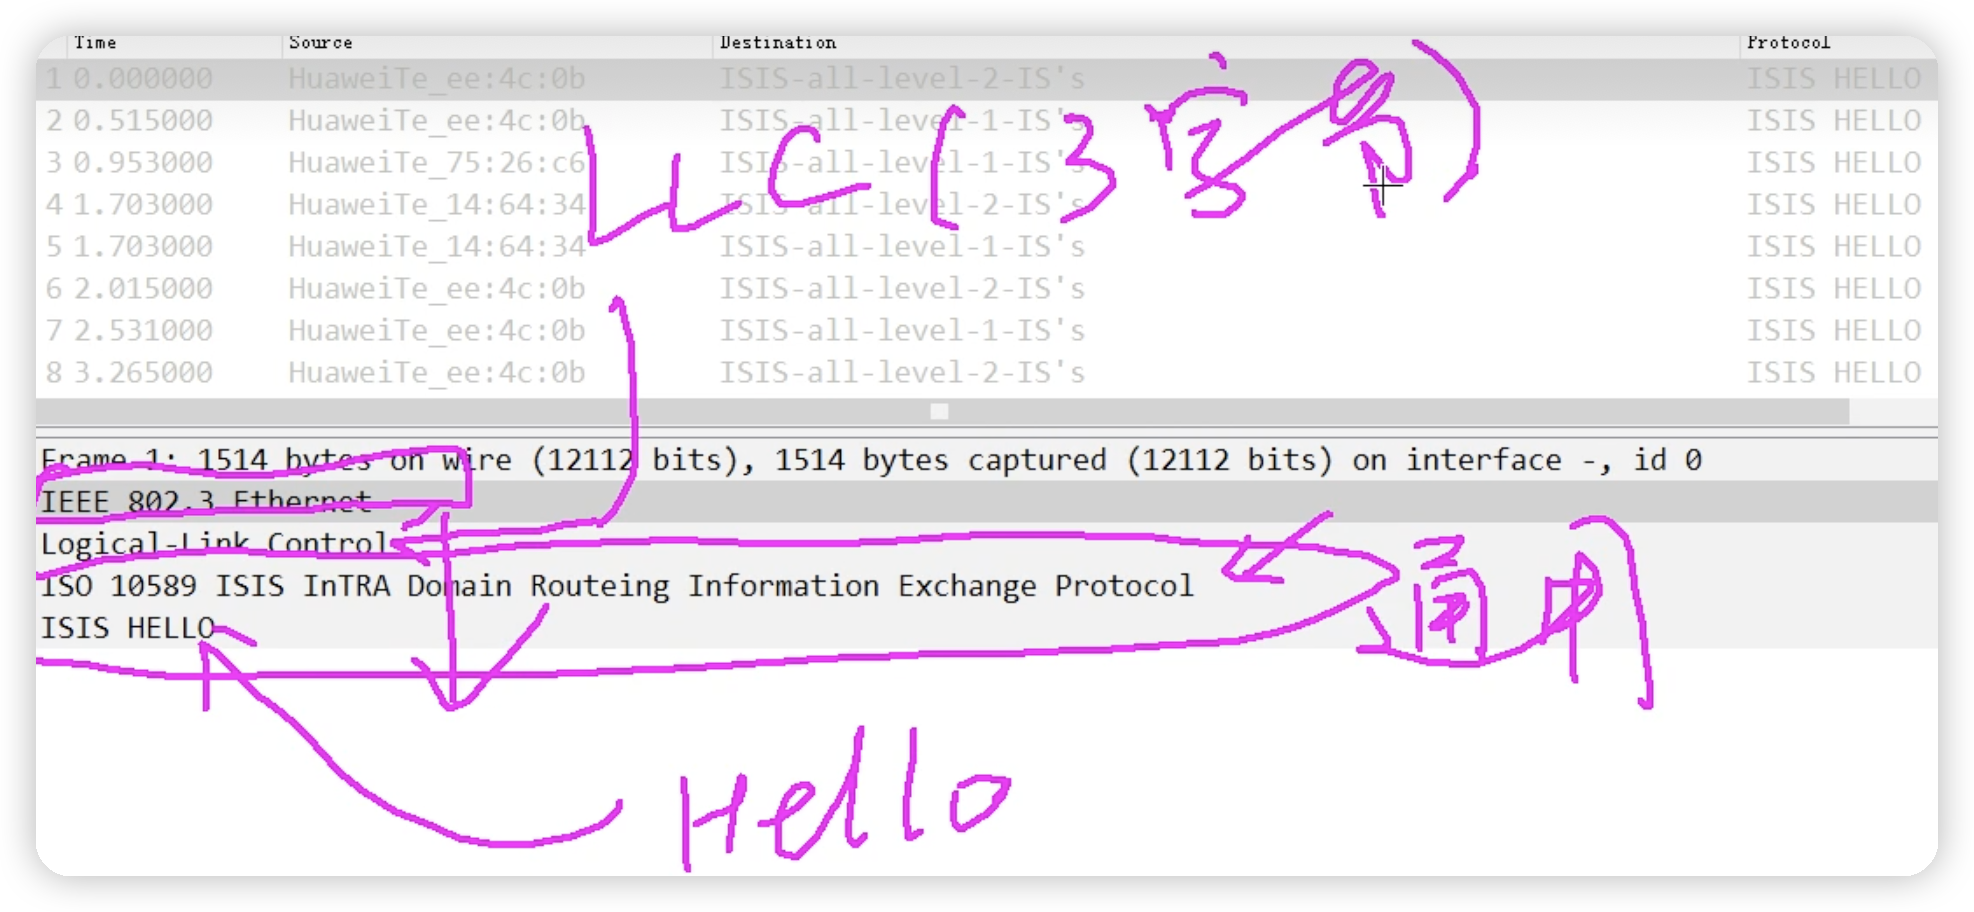 Time Source Destination Protocol
1 0.000000 HuaweiTe_ee:4c:0b ISIS-all-level-2-IS's ISIS HELLO
2 0.515000 HuaweiTe_ee:4c:0b ISIS-all-level-1-IS's ISIS HELLO
3 0.953000 HuaweiTe_75:26:c6 ISIS-all-level-1-IS's ISIS HELLO
4 1.703000 HuaweiTe_14:64:34 ISIS-all-level-2-IS's ISIS HELLO
5 1.703000 HuaweiTe_14:64:34 ISIS-all-level-1-IS's ISIS HELLO
6 2.015000 HuaweiTe_ee:4c:0b ISIS-all-level-2-IS's ISIS HELLO
7 2.531000 HuaweiTe_ee:4c:0b ISIS-all-level-1-IS's ISIS HELLO
8 3.265000 HuaweiTe_ee:4c:0b ISIS-all-level-2-IS's ISIS HELLO
LLC (3字节)
Frame 1: 1514 bytes on wire (12112 bits), 1514 bytes captured (12112 bits) on interface -, id 0
IEEE 802.3 Ethernet
Logical-Link Control
ISO 10589 ISIS InTRA Domain Routeing Information Exchange Protocol
通用
ISIS HELLO
Hello